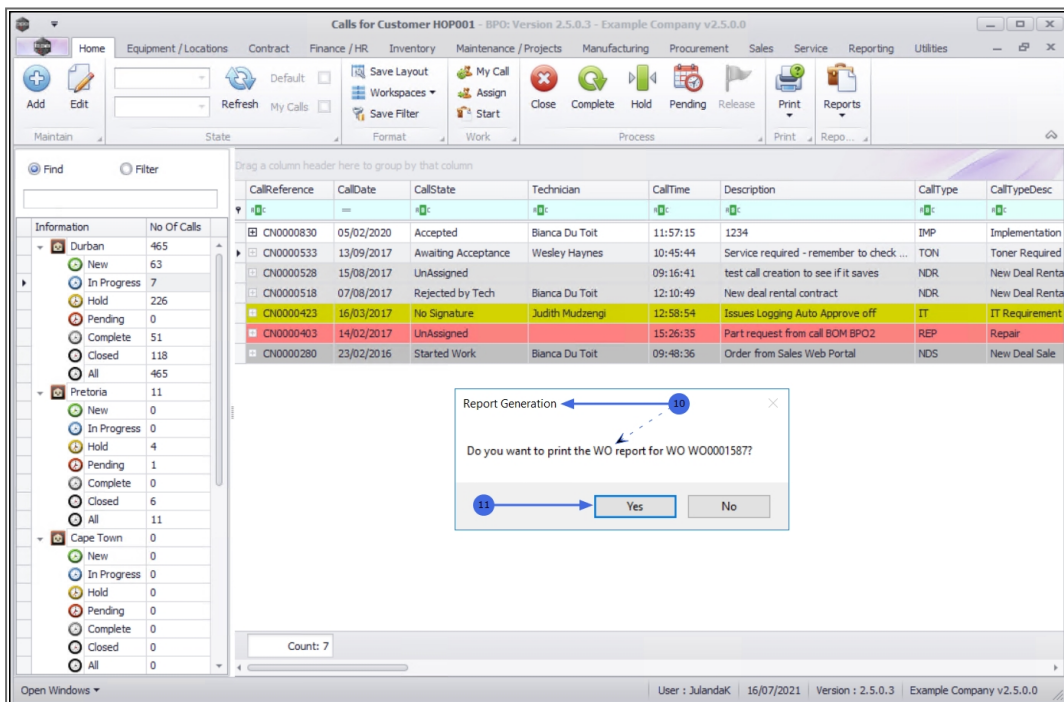 Calls for Customer HOP001 - BPO: Version 2.5.0.3 - Example Company v2.5.0.0
Home Equipment / Locations Contract Finance / HR Inventory Maintenance / Projects Manufacturing Procurement Sales Service Reporting Utilities
Add Edit Refresh Default My Calls Save Layout Workspaces Save Filter My Call Assign Start Close Complete Hold Pending Release Print Reports
Maintain State Format Work Process Print Repo...
Find Filter
Drag a column header here to group by that column
CallReference CallDate CallState Technician CallTime Description CallType CallTypeDesc
Information No Of Calls
CN0000830 05/02/2020 Accepted Bianca Du Toit 11:57:15 1234 IMP Implementation
CN0000533 13/09/2017 Awaiting Acceptance Wesley Haynes 10:45:44 Service required - remember to check ... TON Toner Required
CN0000528 15/08/2017 UnAssigned 09:16:41 test call creation to see if it saves NDR New Deal Renta
CN0000518 07/08/2017 Rejected by Tech Bianca Du Toit 12:10:49 New deal rental contract NDR New Deal Renta
CN0000423 16/03/2017 No Signature Judith Mudzengi 12:58:54 Issues Logging Auto Approve off IT IT Requirement
CN0000403 14/02/2017 UnAssigned 15:26:35 Part request from call BOM BPO2 REP Repair
CN0000280 23/02/2016 Started Work Bianca Du Toit 09:48:36 Order from Sales Web Portal NDS New Deal Sale
Durban 465
New 63
In Progress 7
Hold 226
Pending 0
Complete 51
Closed 118
All 465
Pretoria 11
New 0
In Progress 0
Hold 4
Pending 1
Complete 0
Closed 6
All 11
Cape Town 0
New 0
In Progress 0
Hold 0
Pending 0
Complete 0
Closed 0
All 0
Report Generation 10
Do you want to print the WO report for WO WO0001587?
11 Yes No
Count: 7
Open Windows User : JulandaK 16/07/2021 Version : 2.5.0.3 Example Company v2.5.0.0